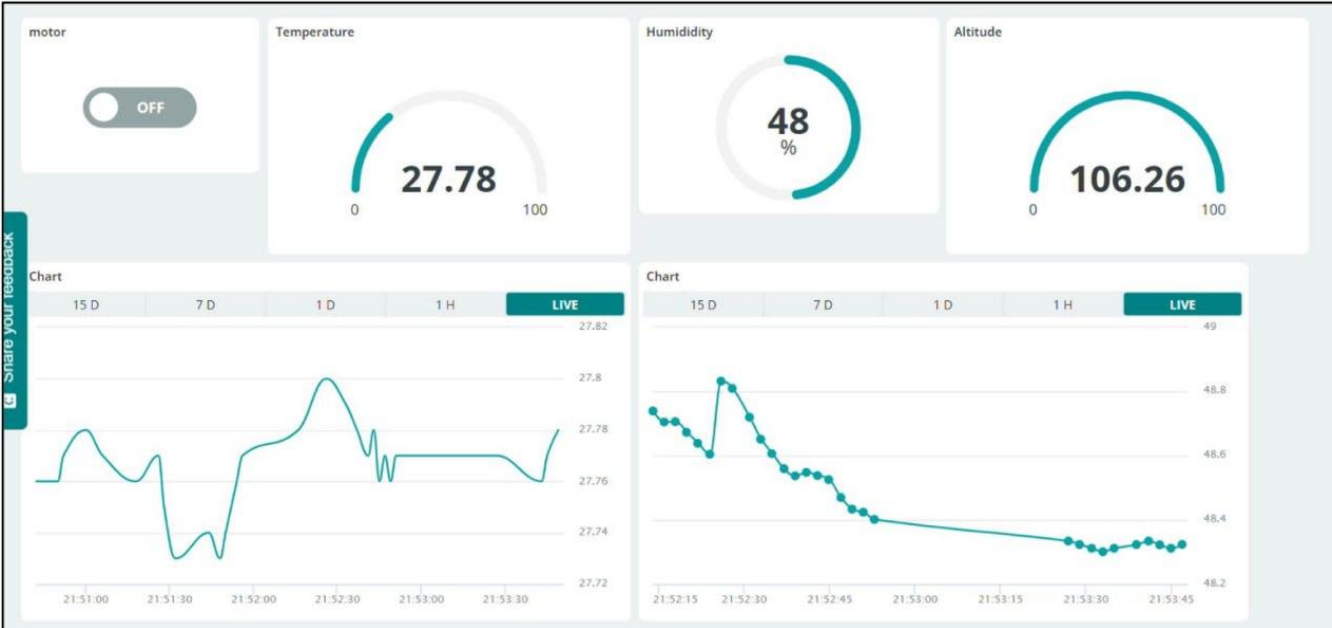 motor
OFF
Temperature
27.78
0 100
Humididity
48
%
Altitude
106.26
0 100
Share your feedback
Chart
15 D 7 D 1 D 1 H LIVE
27.82
27.8
27.78
27.76
27.74
27.72
21:51:00 21:51:30 21:52:00 21:52:30 21:53:00 21:53:30
Chart
15 D 7 D 1 D 1 H LIVE
49
48.8
48.6
48.4
48.2
21:52:15 21:52:30 21:52:45 21:53:00 21:53:15 21:53:30 21:53:45